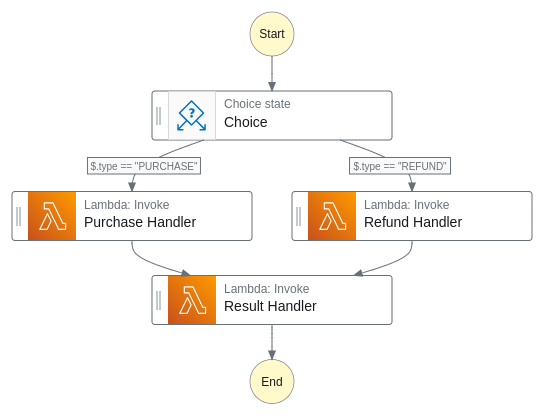 Start
Choice state
Choice
$.type == "PURCHASE"
$.type == "REFUND"
Lambda: Invoke
Purchase Handler
Lambda: Invoke
Refund Handler
Lambda: Invoke
Result Handler
End